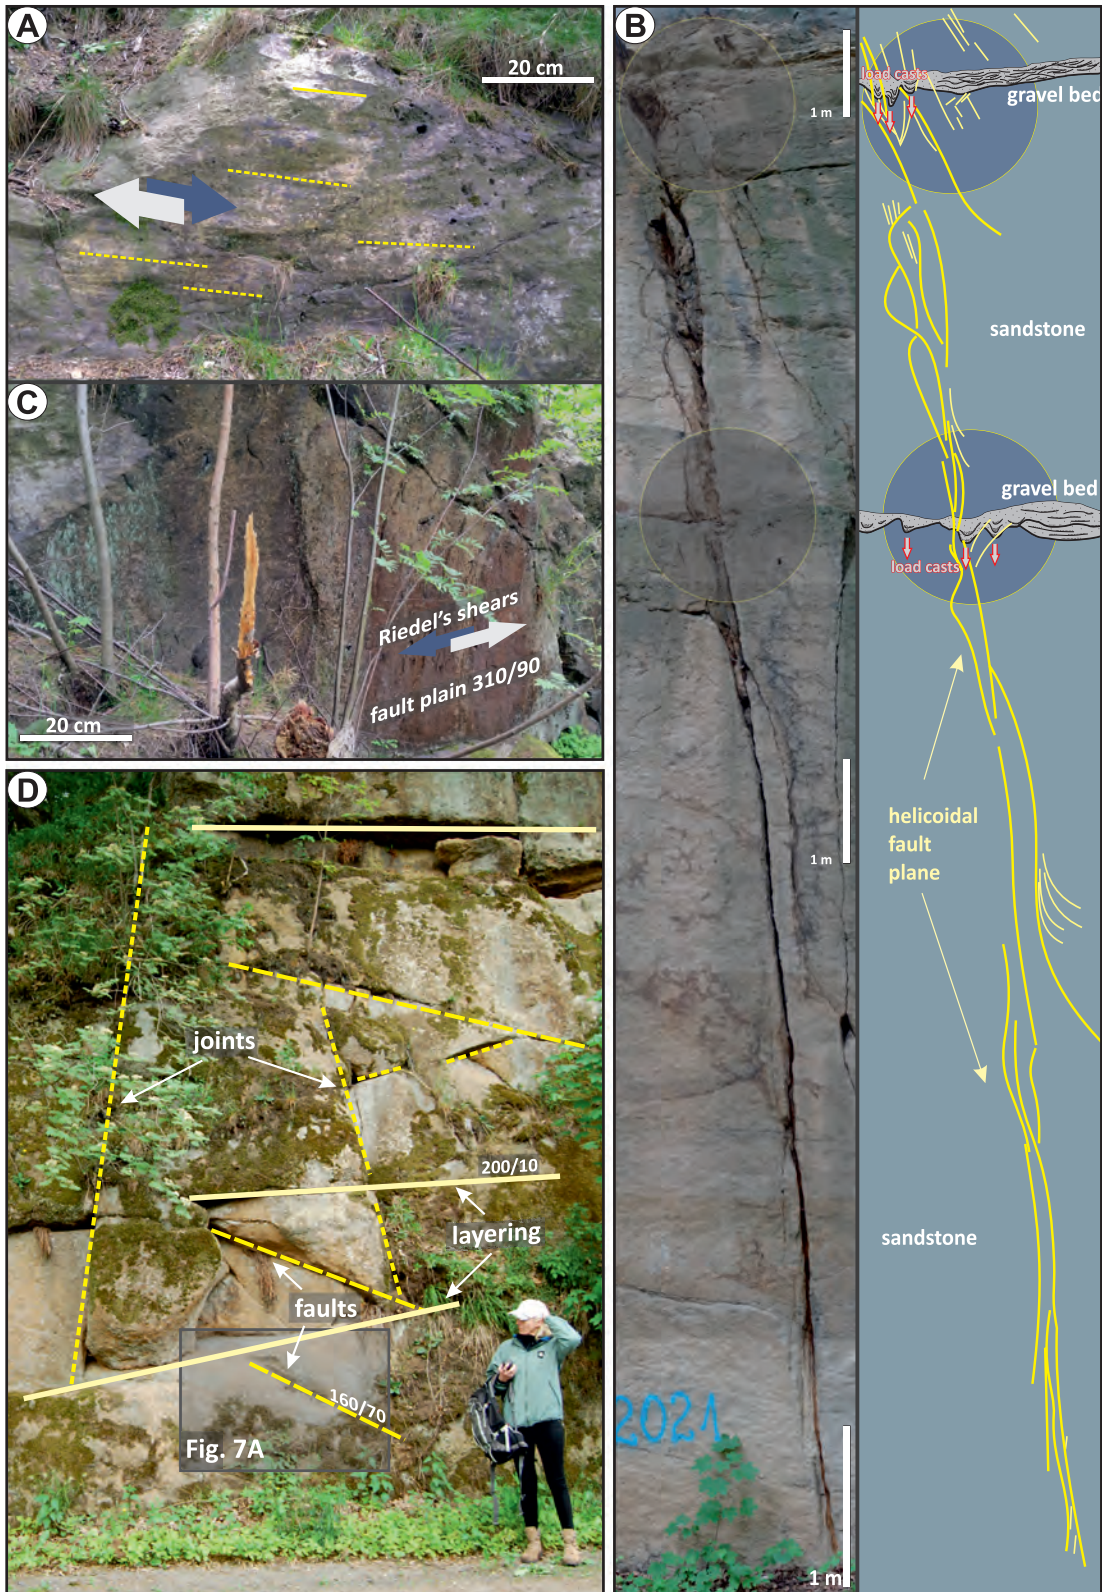 A
20 cm
C
Riedel's shears
fault plain 310/90
20 cm
D
joints
200/10
layering
faults
160/70
Fig. 7A
B
1 m
1 m
2021
1 m
load casts
gravel bed
sandstone
gravel bed
load casts
helicoidal
fault
plane
sandstone